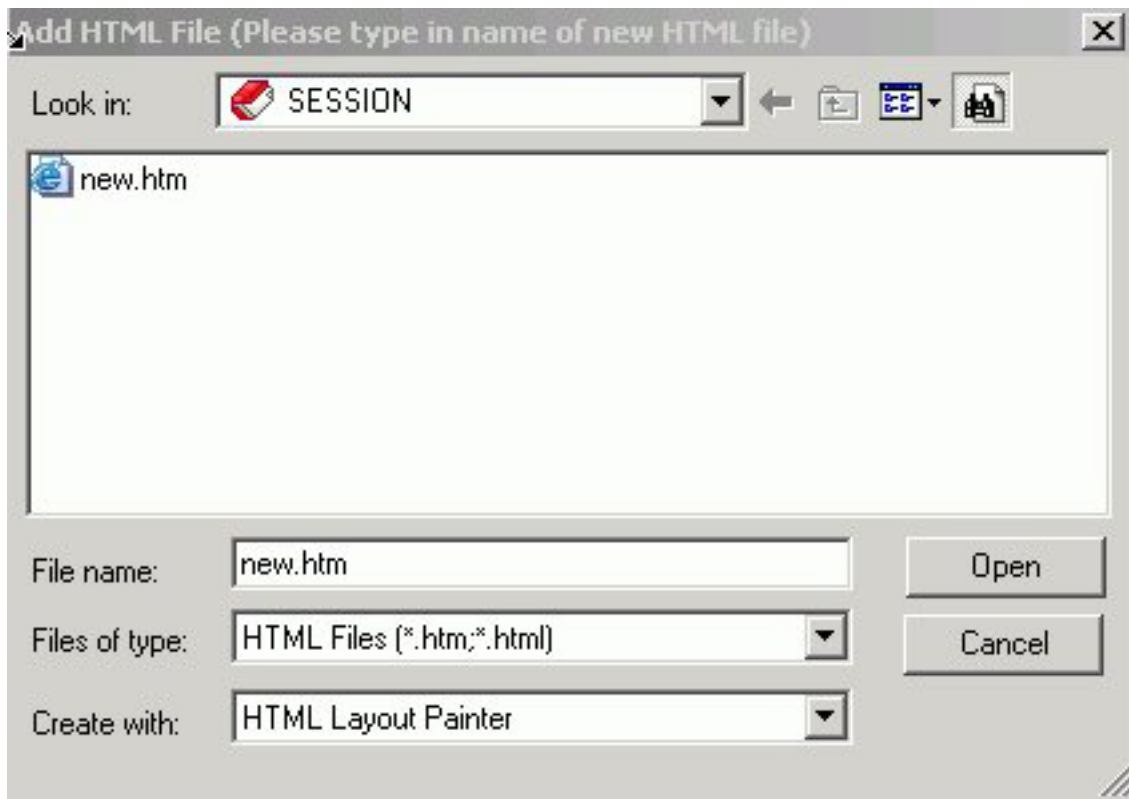 Add HTML File (Please type in name of new HTML file)
Look in: SESSION
new.htm
File name: new.htm
Open
Files of type: HTML Files (*.htm;*.html)
Cancel
Create with: HTML Layout Painter